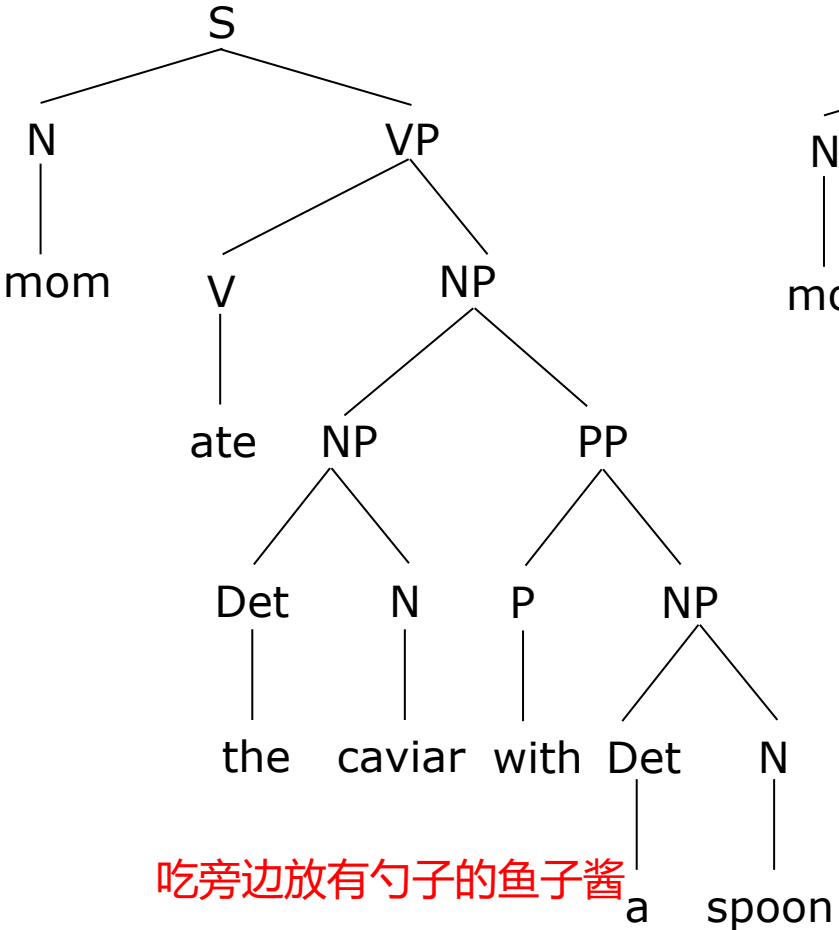 S
N VP N
mom V NP
ate NP PP
Det N P NP
the caviar with Det N
吃旁边放有勺子的鱼子酱
a spoon